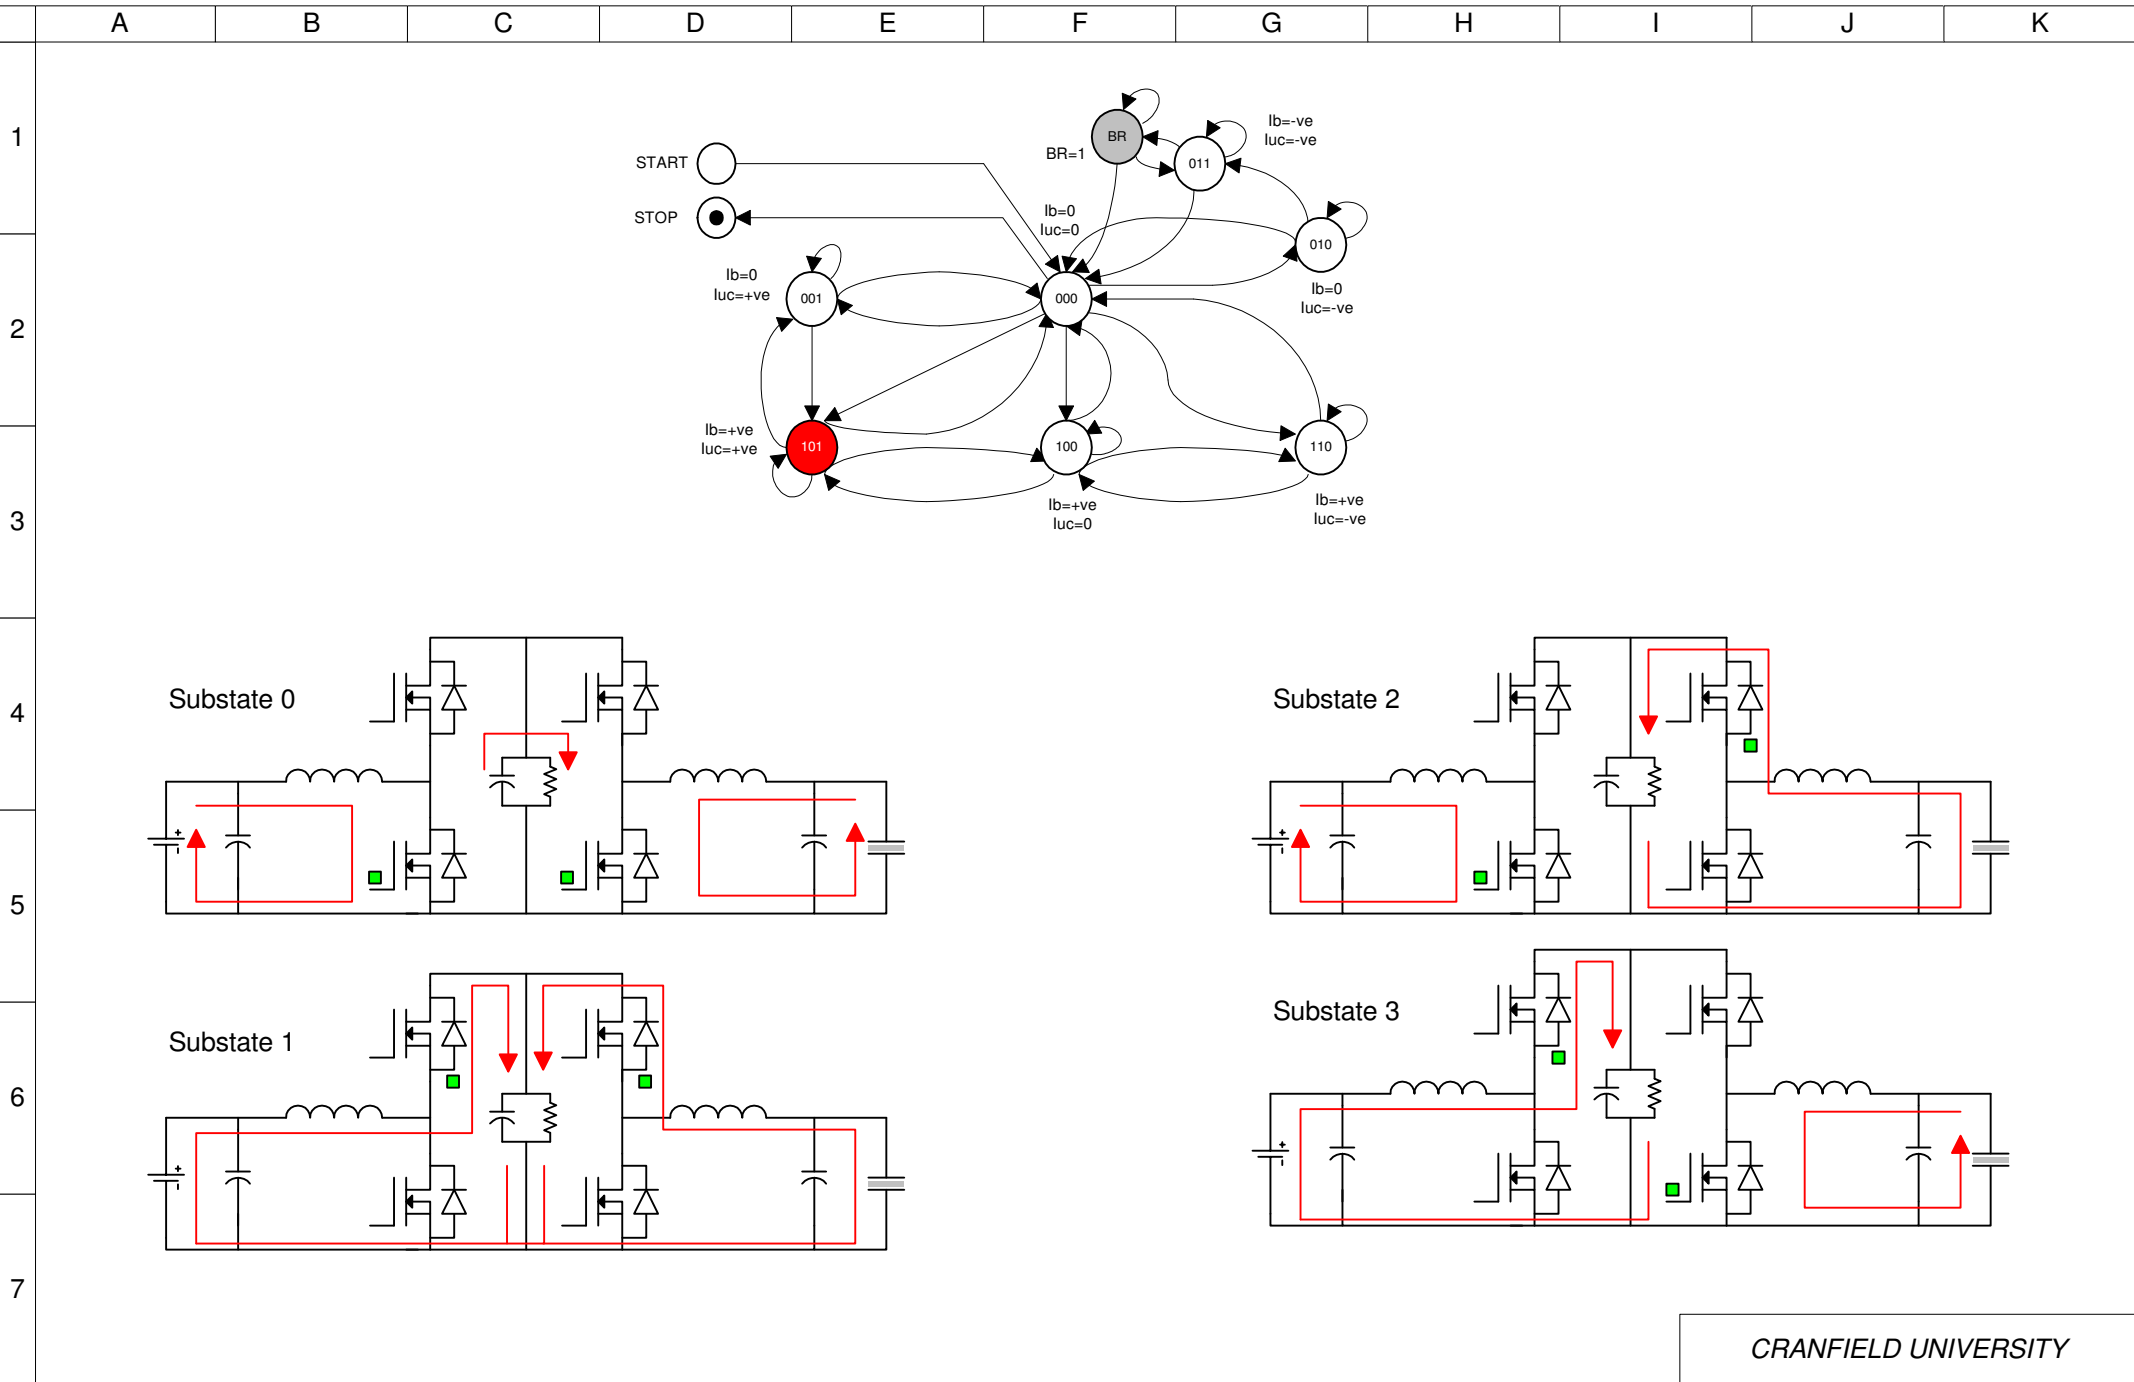 A B C D E F G H I J K
1
2
3
4
5
6
7
Ib=-ve
Iuc=-ve
BR
BR=1
011
START
STOP
Ib=0
Iuc=0
010
Ib=0
Iuc=-ve
Ib=0
Iuc=+ve
001
000
Ib=+ve
Iuc=+ve
101
100
110
Ib=+ve
Iuc=0
Ib=+ve
Iuc=-ve
Substate 0
Substate 2
Substate 1
Substate 3
CRANFIELD UNIVERSITY